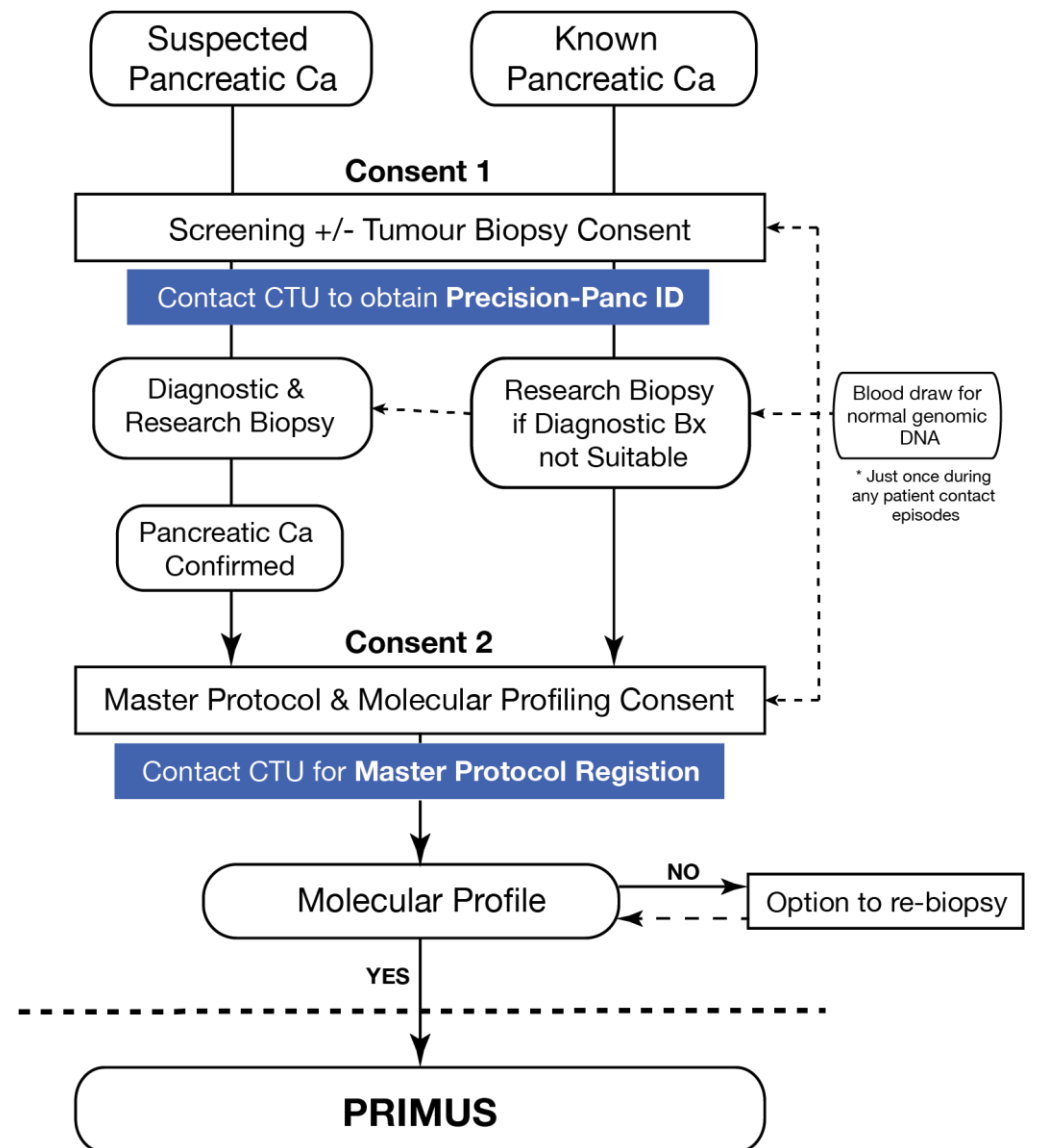 Suspected
Pancreatic Ca
Known
Pancreatic Ca
Consent 1
Screening +/- Tumour Biopsy Consent
Contact CTU to obtain Precision-Panc ID
Diagnostic &
Research Biopsy
Research Biopsy
if Diagnostic Bx
not Suitable
Blood draw for
normal genomic
DNA
* Just once during
any patient contact
episodes
Pancreatic Ca
Confirmed
Consent 2
Master Protocol & Molecular Profiling Consent
Contact CTU for Master Protocol Registion
Molecular Profile
NO
Option to re-biopsy
YES
PRIMUS